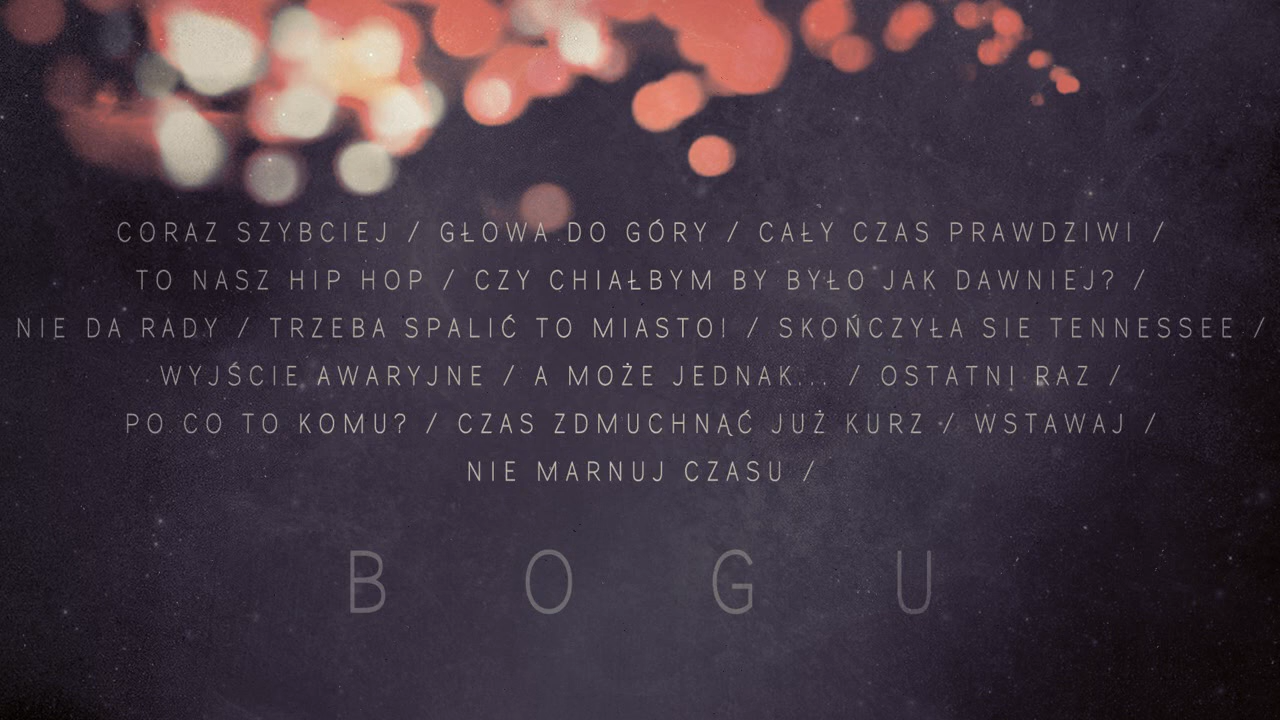 CORAZ SZYBCIEJ / GŁOWA DO GÓRY / CAŁY CZAS PRAWDZIWI /
TO NASZ HIP HOP / CZY CHIAŁBYM BY BYŁO JAK DAWNIEJ? /
NIE DA RADY / TRZEBA SPALIĆ TO MIASTO! / SKOŃCZYŁA SIE TENNESSEE /
WYJŚCIE AWARYJNE / A MOŻE JEDNAK... / OSTATNI RAZ /
PO CO TO KOMU? / CZAS ZDMUCHNĄĆ JUŻ KURZ / WSTAWAJ /
NIE MARNUJ CZASU /
B O G U